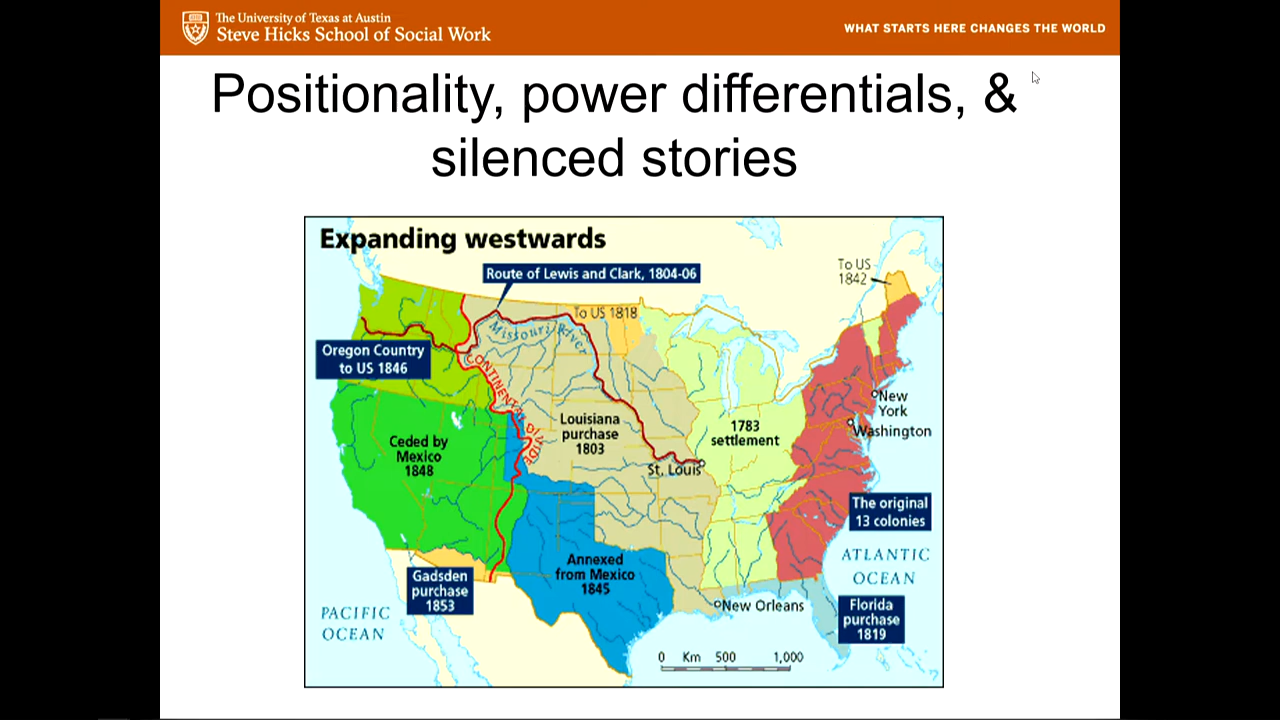 The University of Texas at Austin
Steve Hicks School of Social Work
WHAT STARTS HERE CHANGES THE WORLD
Positionality, power differentials, &
silenced stories
Expanding westwards
Route of Lewis and Clark, 1804-06
To US
1842
To US 1818
Missouri River
Oregon Country
to US 1846
CONTINENTAL DIVIDE
New
York
Washington
Louisiana
purchase
1803
1783
settlement
Ceded by
Mexico
1848
St. Louis
The original
13 colonies
ATLANTIC
OCEAN
Annexed
from Mexico
1845
Gadsden
purchase
1853
PACIFIC
OCEAN
New Orleans
Florida
purchase
1819
0 Km 500 1,000